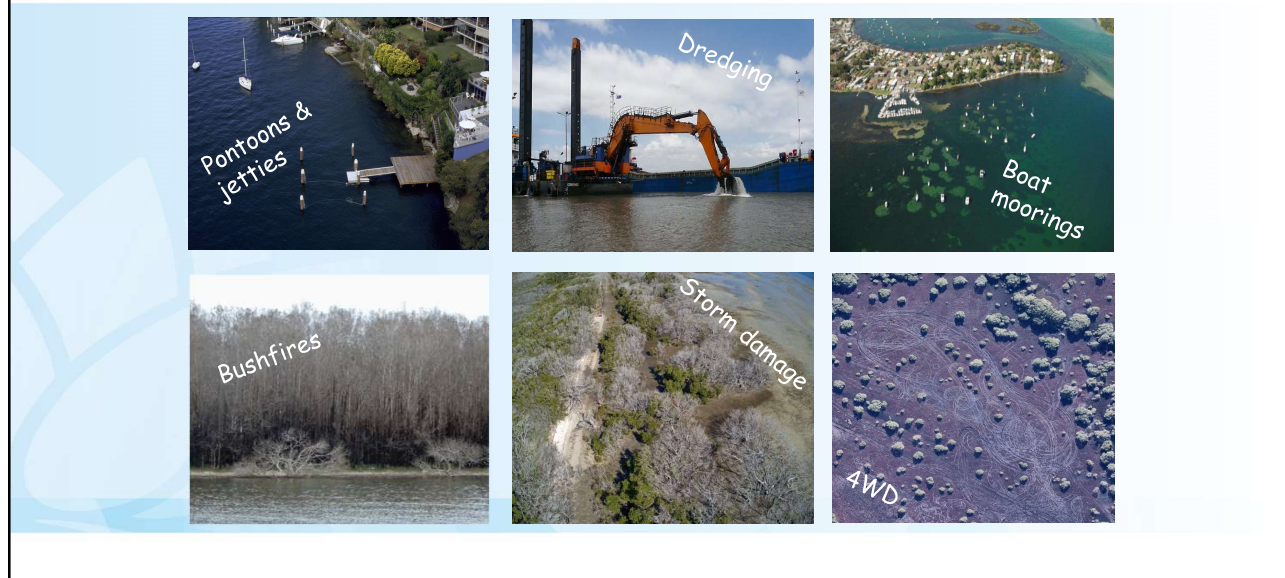 Pontoons &
jetties
Dredging
Boat
moorings
Bushfires
Storm damage
4WD